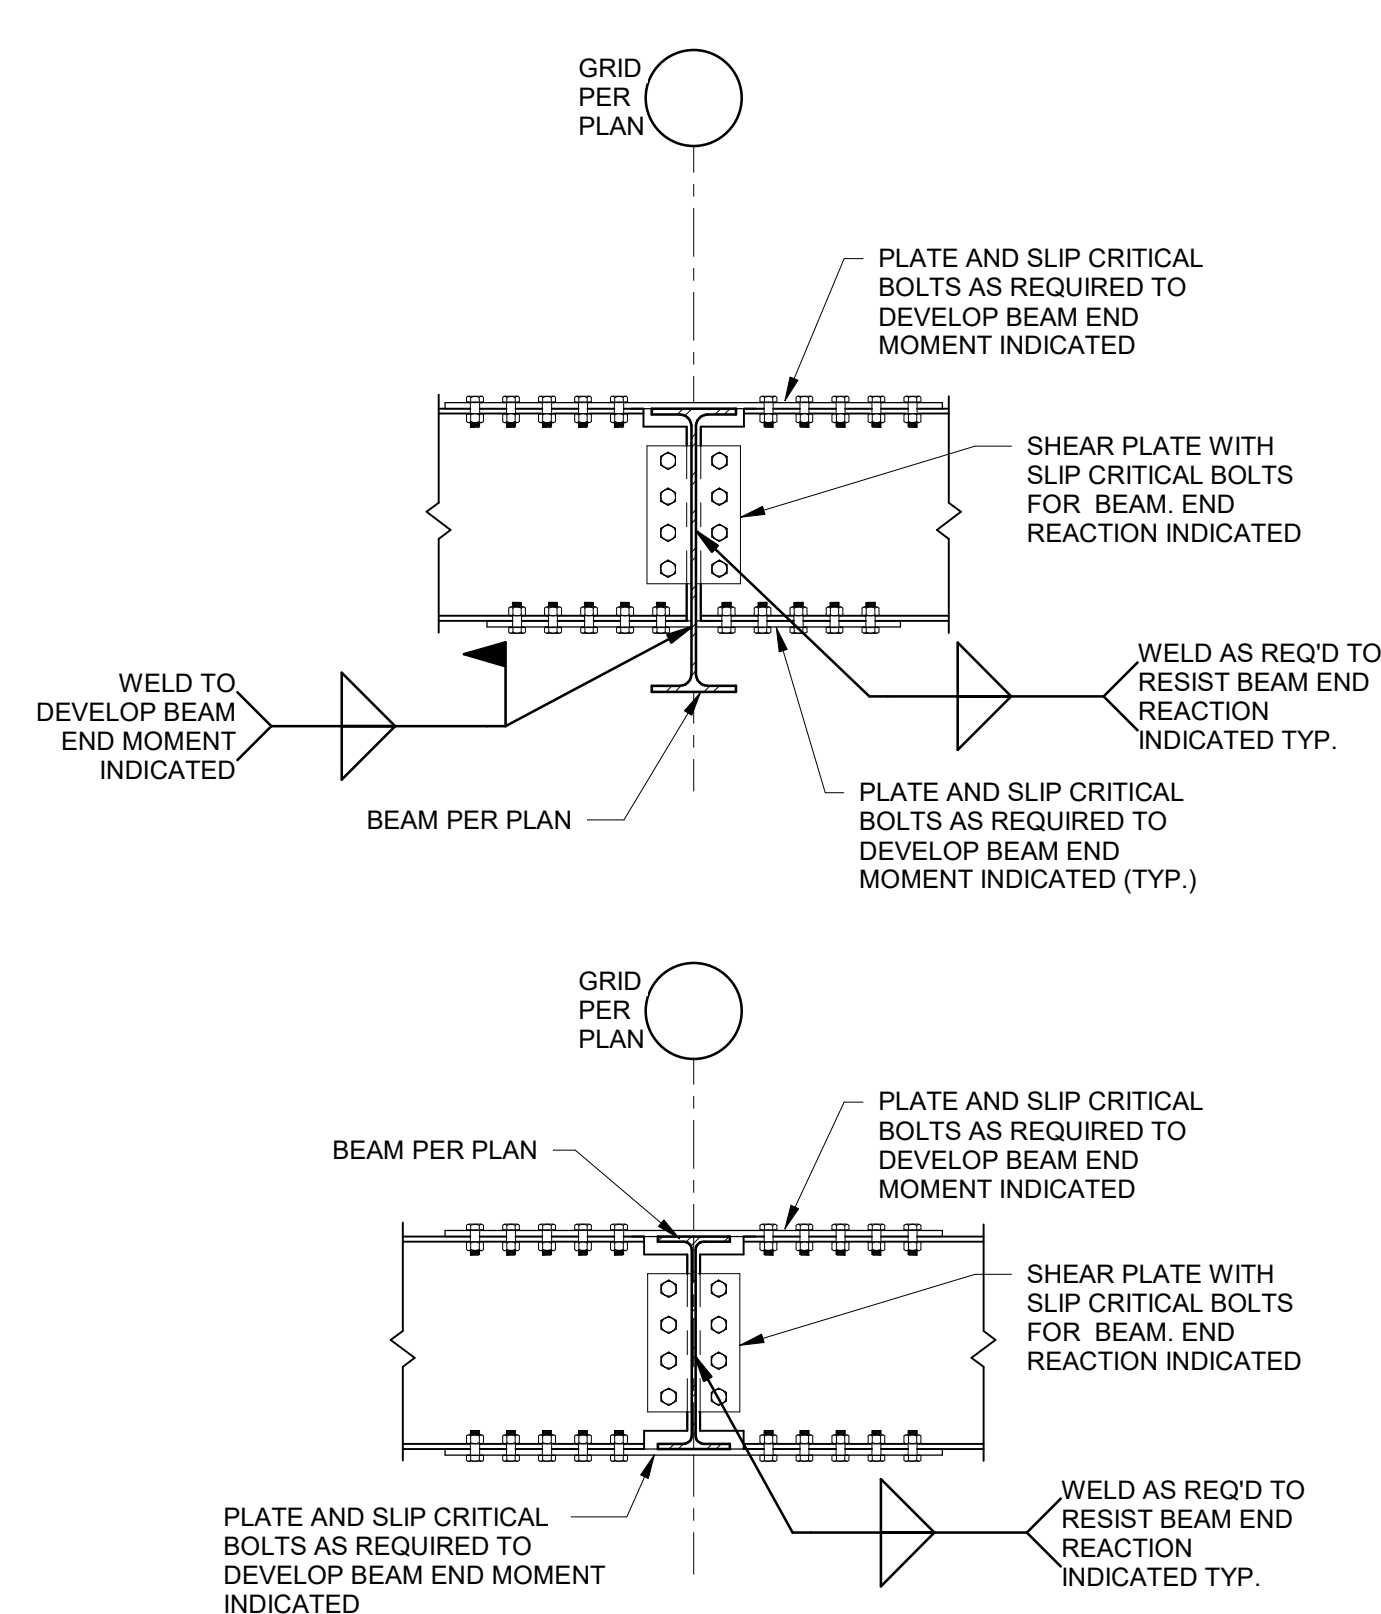 GRID
PER
PLAN
PLATE AND SLIP CRITICAL
BOLTS AS REQUIRED TO
DEVELOP BEAM END
MOMENT INDICATED
SHEAR PLATE WITH
SLIP CRITICAL BOLTS
FOR BEAM. END
REACTION INDICATED
WELD TO
DEVELOP BEAM
END MOMENT
INDICATED
WELD AS REQ'D TO
RESIST BEAM END
REACTION
INDICATED TYP.
BEAM PER PLAN
PLATE AND SLIP CRITICAL
BOLTS AS REQUIRED TO
DEVELOP BEAM END
MOMENT INDICATED (TYP.)
GRID
PER
PLAN
BEAM PER PLAN
PLATE AND SLIP CRITICAL
BOLTS AS REQUIRED TO
DEVELOP BEAM END
MOMENT INDICATED
SHEAR PLATE WITH
SLIP CRITICAL BOLTS
FOR BEAM. END
REACTION INDICATED
PLATE AND SLIP CRITICAL
BOLTS AS REQUIRED TO
DEVELOP BEAM END MOMENT
INDICATED
WELD AS REQ'D TO
RESIST BEAM END
REACTION
INDICATED TYP.